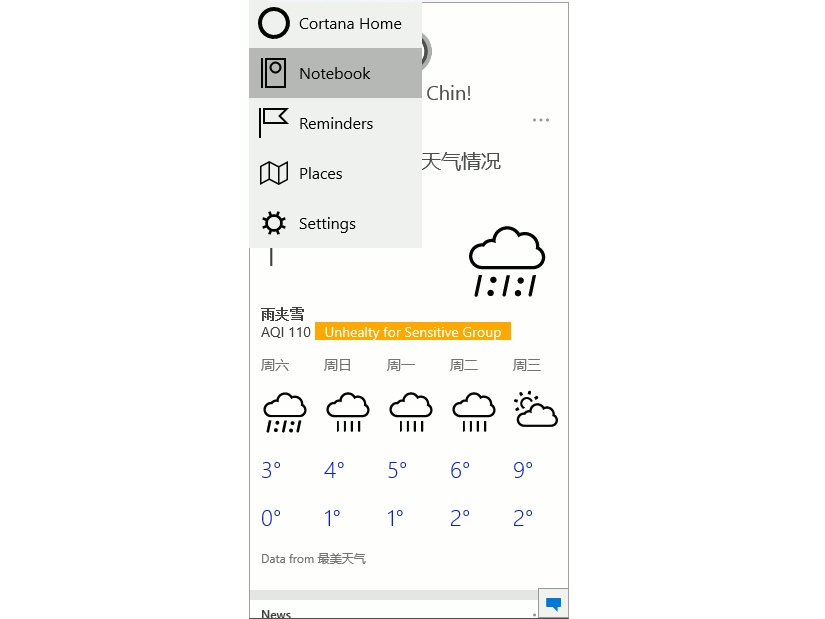 Cortana Home
Notebook
Chin!
Reminders
天气情况
Places
Settings
雨夹雪
AQI 110 Unhealty for Sensitive Group
周六 周日 周一 周二 周三
3° 4° 5° 6° 9°
0° 1° 1° 2° 2°
Data from 最美天气
News